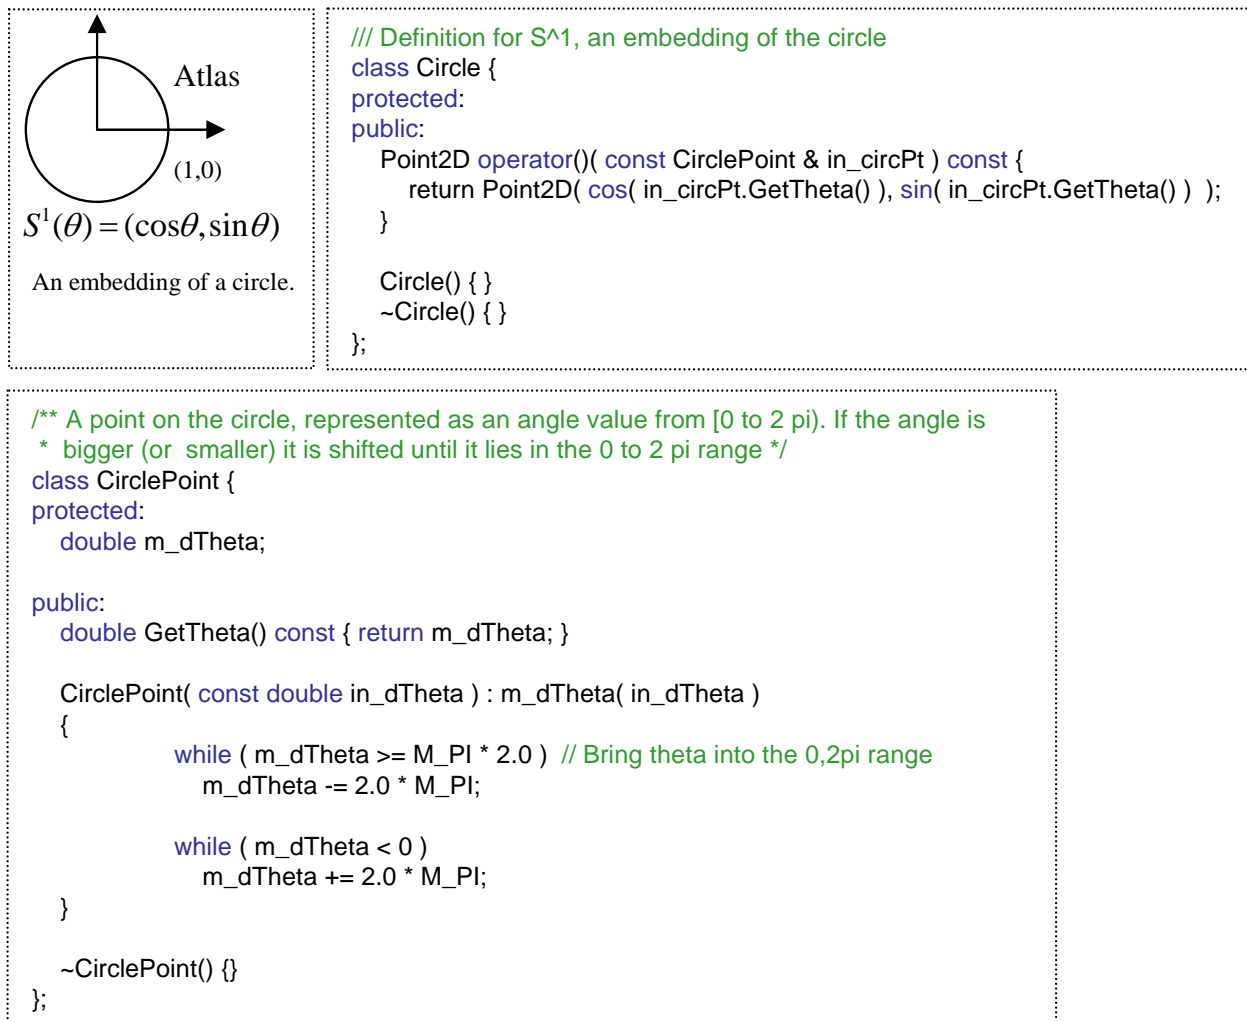 Atlas
(1,0)
S^1(θ) = (cosθ, sinθ)
An embedding of a circle.
/// Definition for S^1, an embedding of the circle
class Circle {
protected:
public:
Point2D operator()( const CirclePoint & in_circPt ) const {
return Point2D( cos( in_circPt.GetTheta() ), sin( in_circPt.GetTheta() ) );
}
Circle() { }
~Circle() { }
};
/** A point on the circle, represented as an angle value from [0 to 2 pi). If the angle is
* bigger (or smaller) it is shifted until it lies in the 0 to 2 pi range */
class CirclePoint {
protected:
double m_dTheta;
public:
double GetTheta() const { return m_dTheta; }
CirclePoint( const double in_dTheta ) : m_dTheta( in_dTheta )
{
while ( m_dTheta >= M_PI * 2.0 ) // Bring theta into the 0,2pi range
m_dTheta -= 2.0 * M_PI;
while ( m_dTheta < 0 )
m_dTheta += 2.0 * M_PI;
}
~CirclePoint() {}
};